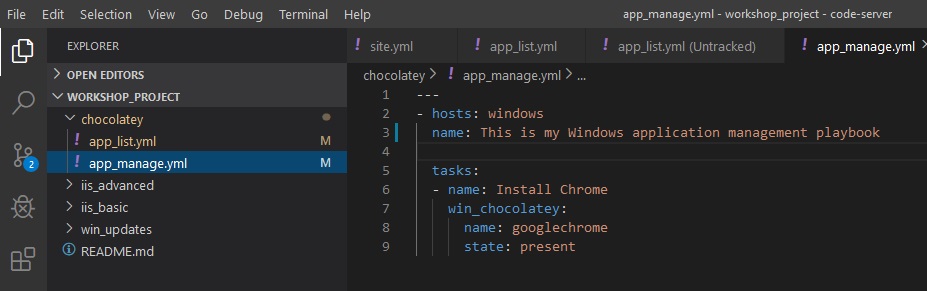 File Edit Selection View Go Debug Terminal Help app_manage.yml - workshop_project - code-server
EXPLORER
OPEN EDITORS
WORKSHOP_PROJECT
chocolatey
! app_list.yml M
! app_manage.yml M
iis_advanced
iis_basic
win_updates
README.md
2
! site.yml ! app_list.yml ! app_list.yml (Untracked) ! app_manage.yml
chocolatey > ! app_manage.yml > ...
1 ---
2 - hosts: windows
3 name: This is my Windows application management playbook
4
5 tasks:
6 - name: Install Chrome
7 win_chocolatey:
8 name: googlechrome
9 state: present